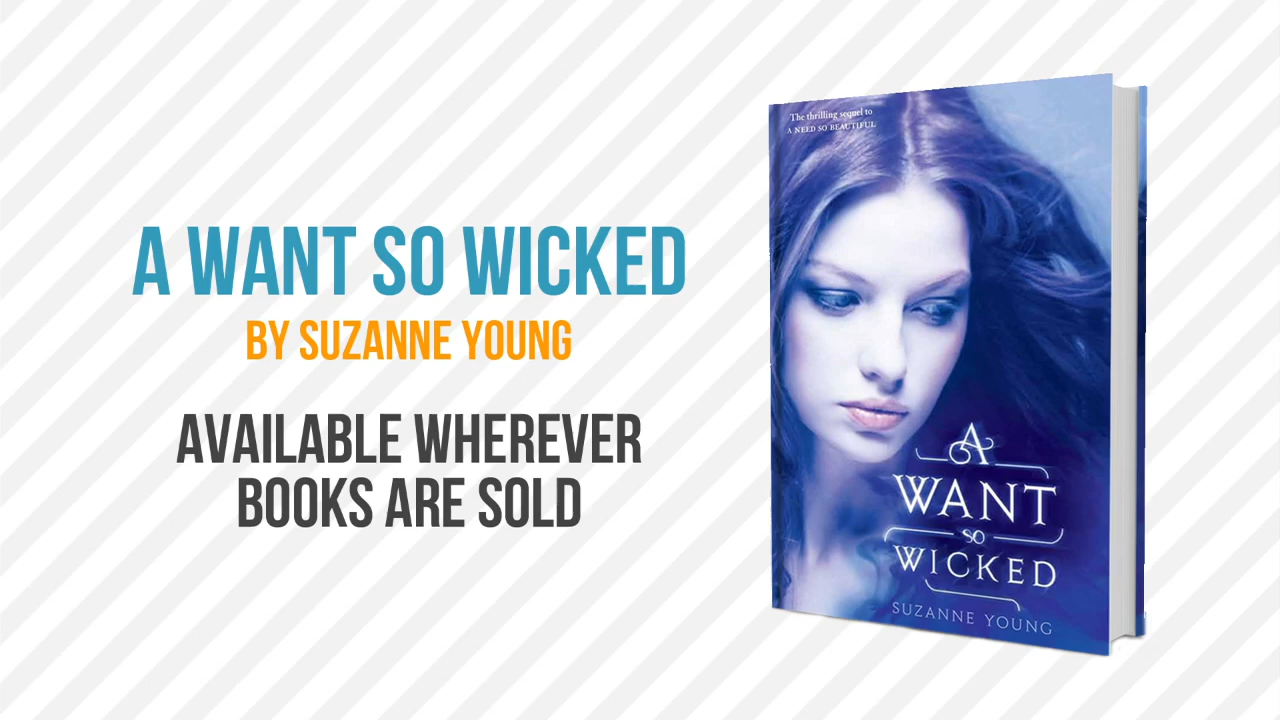 A WANT SO WICKED
BY SUZANNE YOUNG
AVAILABLE WHEREVER
BOOKS ARE SOLD
The thrilling sequel to
A NEED SO BEAUTIFUL
A
WANT
SO
WICKED
SUZANNE YOUNG